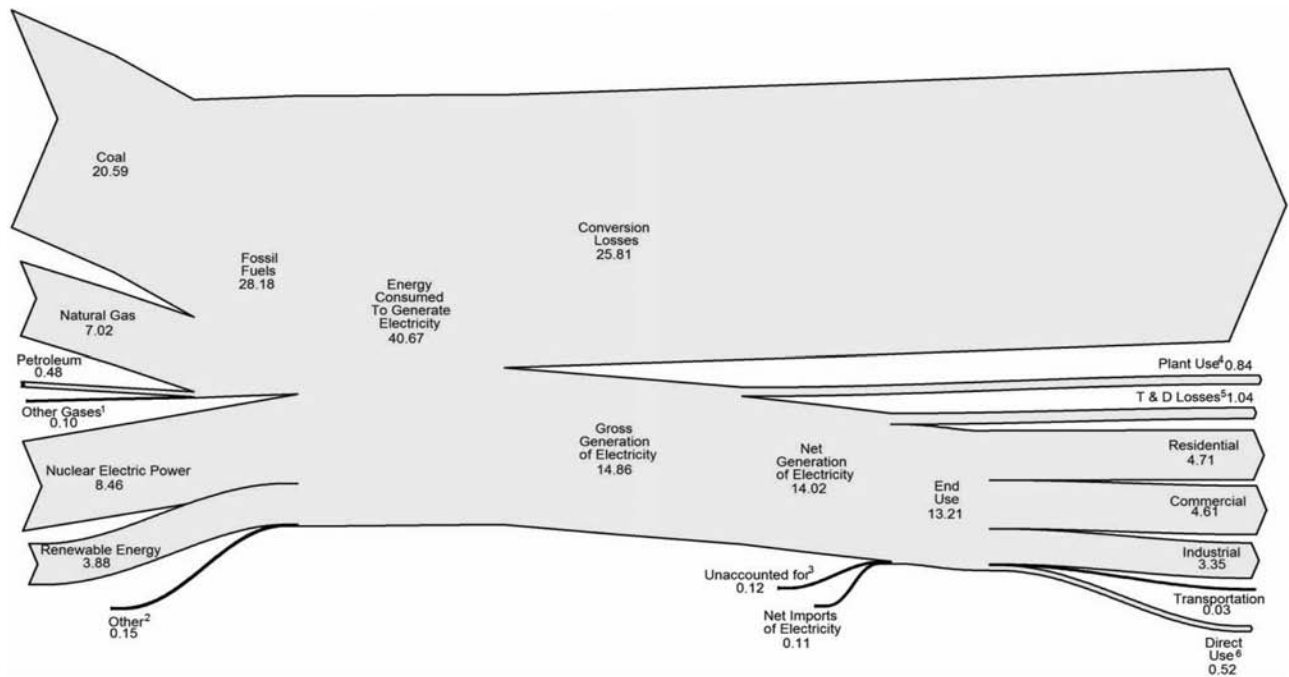 Coal
20.59
Conversion
Losses
25.81
Fossil
Fuels
28.18
Energy
Consumed
To Generate
Electricity
40.67
Natural Gas
7.02
Petroleum
0.48
Other Gases¹
0.10
Nuclear Electric Power
8.46
Renewable Energy
3.88
Other²
0.15
Gross
Generation
of Electricity
14.86
Net
Generation
of Electricity
14.02
End
Use
13.21
Unaccounted for³
0.12
Net Imports
of Electricity
0.11
Plant Use⁴ 0.84
T & D Losses⁵ 1.04
Residential
4.71
Commercial
4.61
Industrial
3.35
Transportation
0.03
Direct
Use⁶
0.52